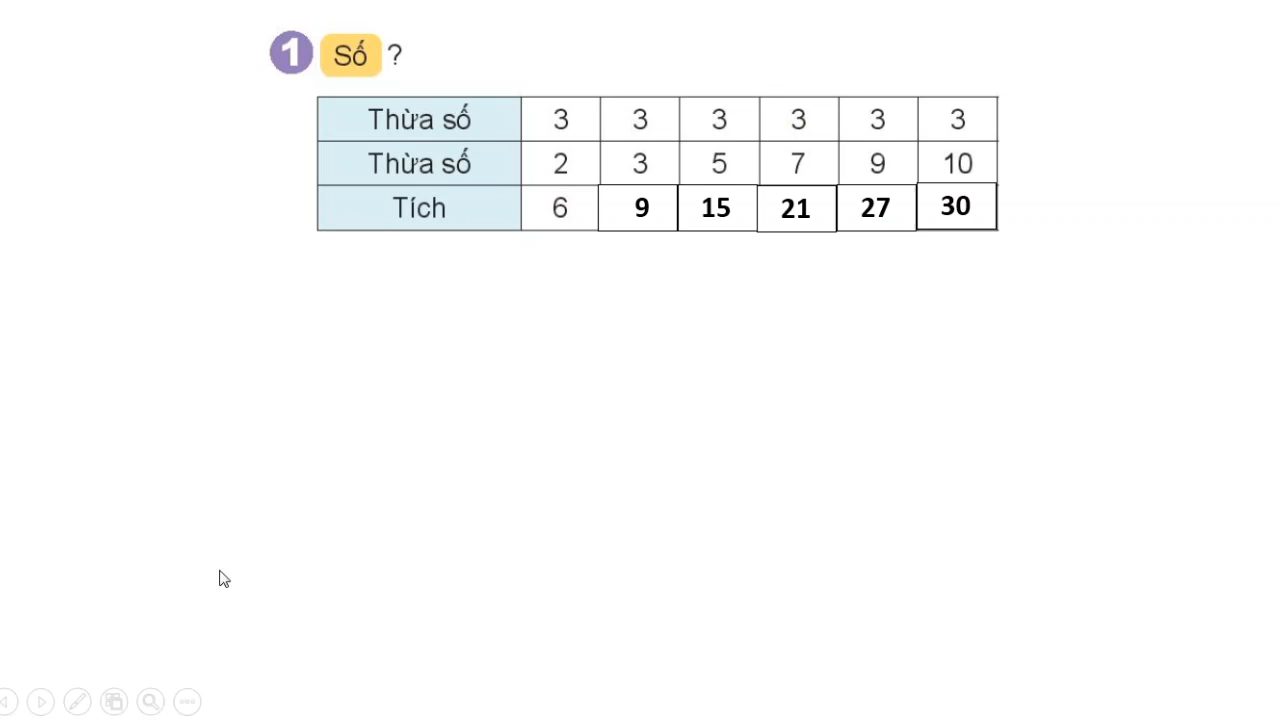 1 Số ?
Thừa số 3 3 3 3 3 3
Thừa số 2 3 5 7 9 10
Tích 6 9 15 21 27 30